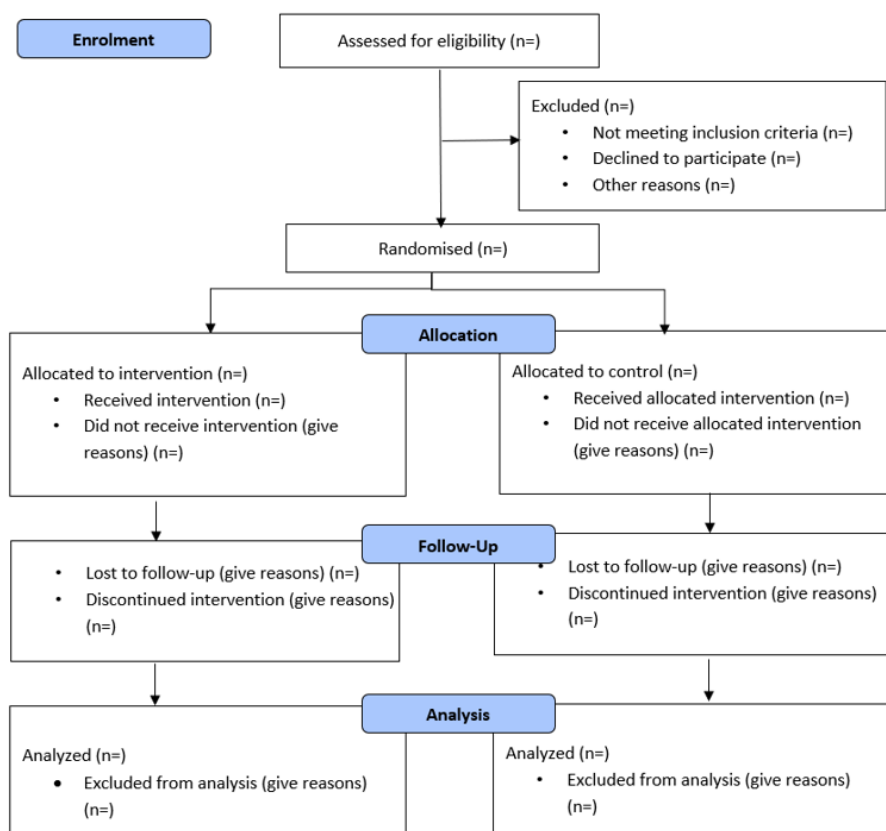 Enrolment
Assessed for eligibility (n=)
Excluded (n=)
• Not meeting inclusion criteria (n=)
• Declined to participate (n=)
• Other reasons (n=)
Randomised (n=)
Allocation
Allocated to intervention (n=)
• Received intervention (n=)
• Did not receive intervention (give
reasons) (n=)
Allocated to control (n=)
• Received allocated intervention (n=)
• Did not receive allocated intervention
(give reasons) (n=)
Follow-Up
• Lost to follow-up (give reasons) (n=)
• Discontinued intervention (give reasons)
(n=)
• Lost to follow-up (give reasons) (n=)
• Discontinued intervention (give reasons)
(n=)
Analysis
Analyzed (n=)
• Excluded from analysis (give reasons)
(n=)
Analyzed (n=)
• Excluded from analysis (give reasons)
(n=)